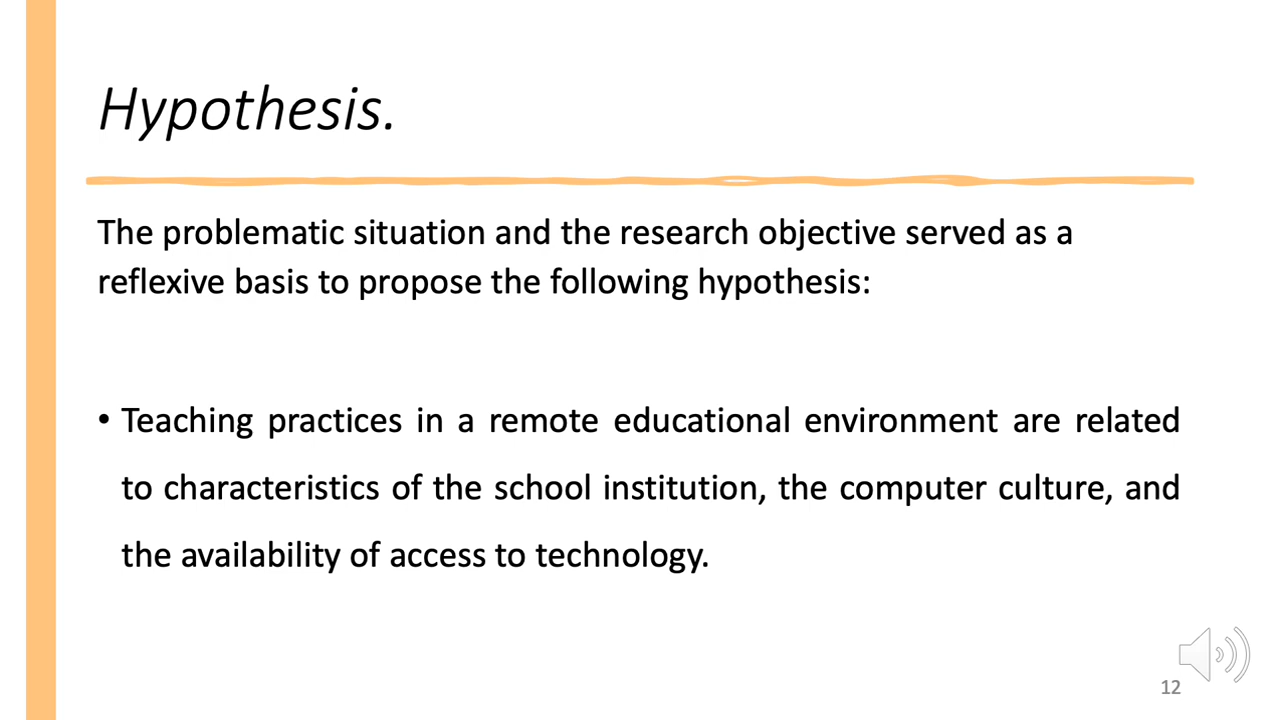 Hypothesis.
The problematic situation and the research objective served as a
reflexive basis to propose the following hypothesis:
• Teaching practices in a remote educational environment are related
to characteristics of the school institution, the computer culture, and
the availability of access to technology.
12